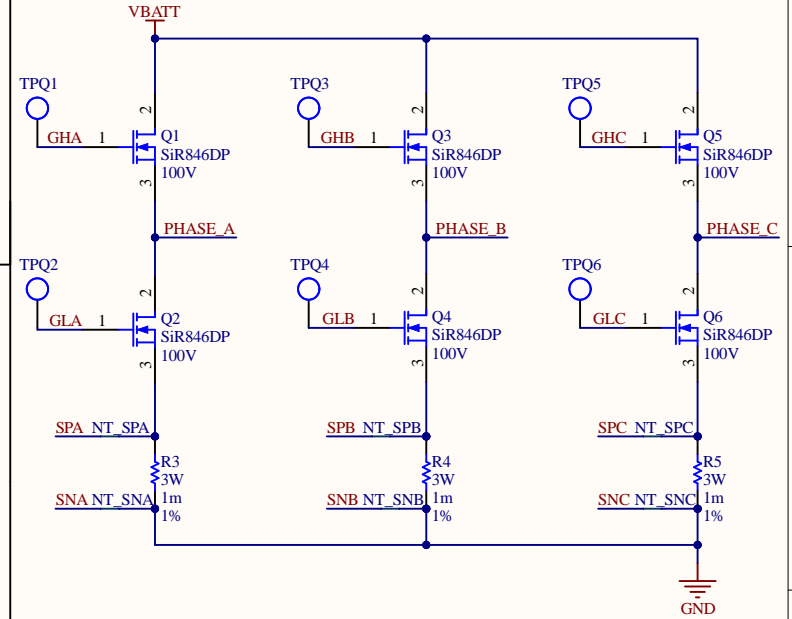 VBATT
TPQ1
GHA 1
2
Q1
SiR846DP
100V
3
PHASE_A
TPQ3
GHB 1
2
Q3
SiR846DP
100V
3
PHASE_B
TPQ5
GHC 1
2
Q5
SiR846DP
100V
3
PHASE_C
TPQ2
GLA 1
2
Q2
SiR846DP
100V
3
TPQ4
GLB 1
2
Q4
SiR846DP
100V
3
TPQ6
GLC 1
2
Q6
SiR846DP
100V
3
SPA NT_SPA
R3
3W
1m
1%
SNA NT_SNA
SPB NT_SPB
R4
3W
1m
1%
SNB NT_SNB
SPC NT_SPC
R5
3W
1m
1%
SNC NT_SNC
GND